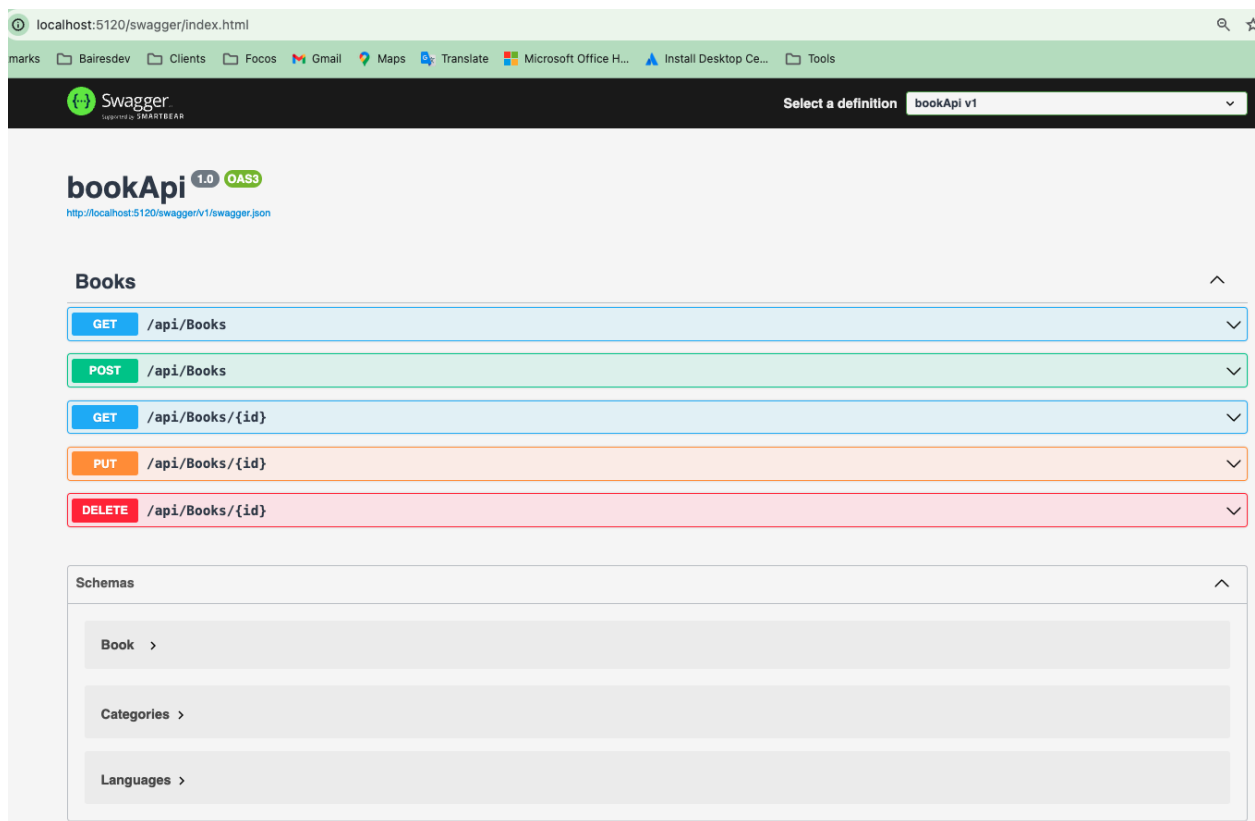 localhost:5120/swagger/index.html
marks Bairesdev Clients Focos Gmail Maps Translate Microsoft Office H... Install Desktop Ce... Tools
Swagger
Supported by SMARTBEAR
Select a definition bookApi v1
bookApi 1.0 OAS3
http://localhost:5120/swagger/v1/swagger.json
Books
GET /api/Books
POST /api/Books
GET /api/Books/{id}
PUT /api/Books/{id}
DELETE /api/Books/{id}
Schemas
Book
Categories
Languages